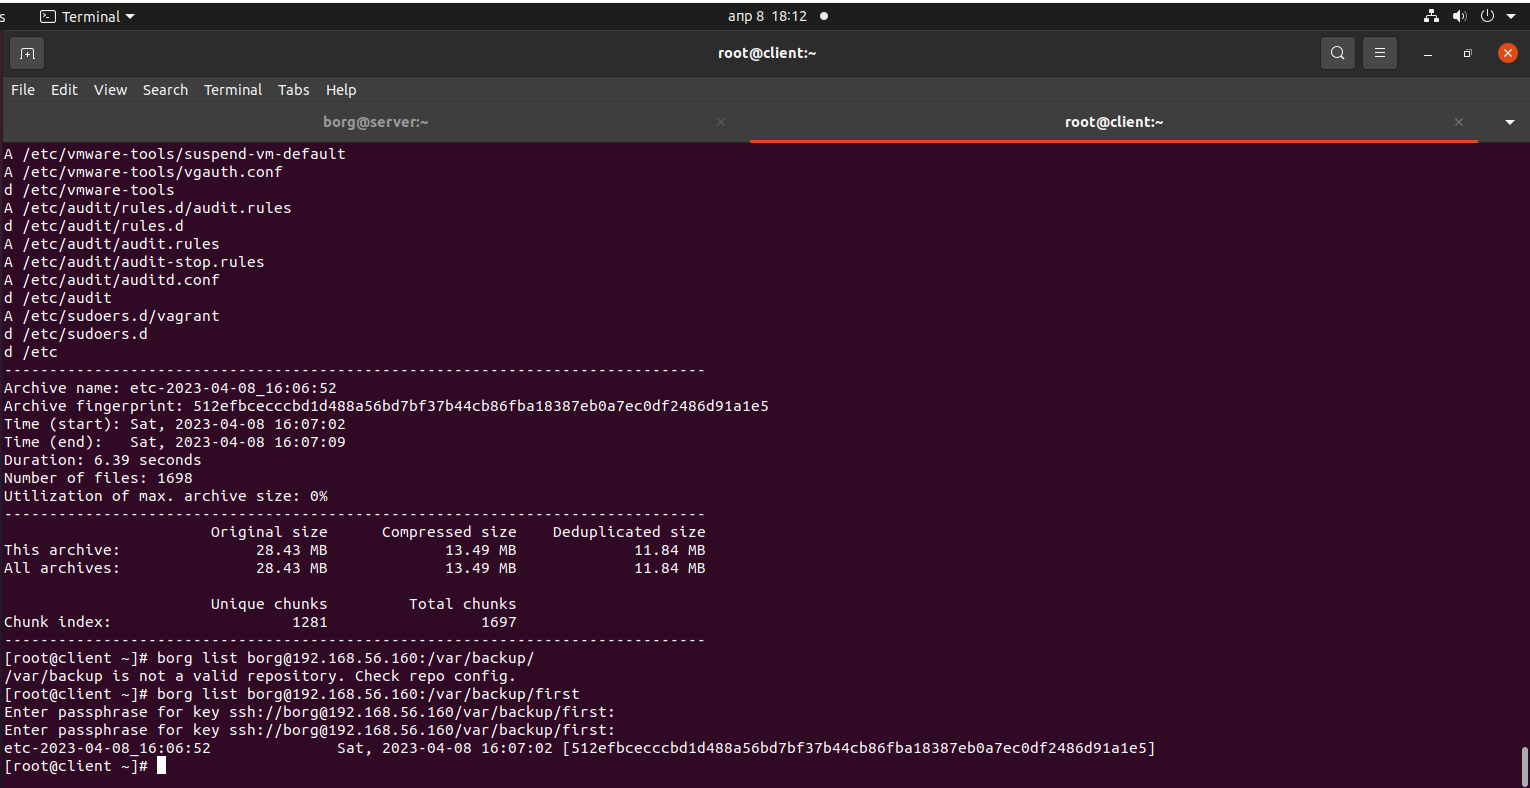 s Terminal апр 8 18:12
root@client:~
File Edit View Search Terminal Tabs Help
borg@server:~ root@client:~
A /etc/vmware-tools/suspend-vm-default
A /etc/vmware-tools/vgauth.conf
d /etc/vmware-tools
A /etc/audit/rules.d/audit.rules
d /etc/audit/rules.d
A /etc/audit/audit.rules
A /etc/audit/audit-stop.rules
A /etc/audit/auditd.conf
d /etc/audit
A /etc/sudoers.d/vagrant
d /etc/sudoers.d
d /etc
------------------------------------------------------------------------------
Archive name: etc-2023-04-08_16:06:52
Archive fingerprint: 512efbcecccbd1d488a56bd7bf37b44cb86fba18387eb0a7ec0df2486d91a1e5
Time (start): Sat, 2023-04-08 16:07:02
Time (end):   Sat, 2023-04-08 16:07:09
Duration: 6.39 seconds
Number of files: 1698
Utilization of max. archive size: 0%
------------------------------------------------------------------------------
                       Original size      Compressed size    Deduplicated size
This archive:               28.43 MB             13.49 MB             11.84 MB
All archives:               28.43 MB             13.49 MB             11.84 MB
                       Unique chunks         Total chunks
Chunk index:                    1281                 1697
------------------------------------------------------------------------------
[root@client ~]# borg list borg@192.168.56.160:/var/backup/
/var/backup is not a valid repository. Check repo config.
[root@client ~]# borg list borg@192.168.56.160:/var/backup/first
Enter passphrase for key ssh://borg@192.168.56.160/var/backup/first:
Enter passphrase for key ssh://borg@192.168.56.160/var/backup/first:
etc-2023-04-08_16:06:52              Sat, 2023-04-08 16:07:02 [512efbcecccbd1d488a56bd7bf37b44cb86fba18387eb0a7ec0df2486d91a1e5]
[root@client ~]#